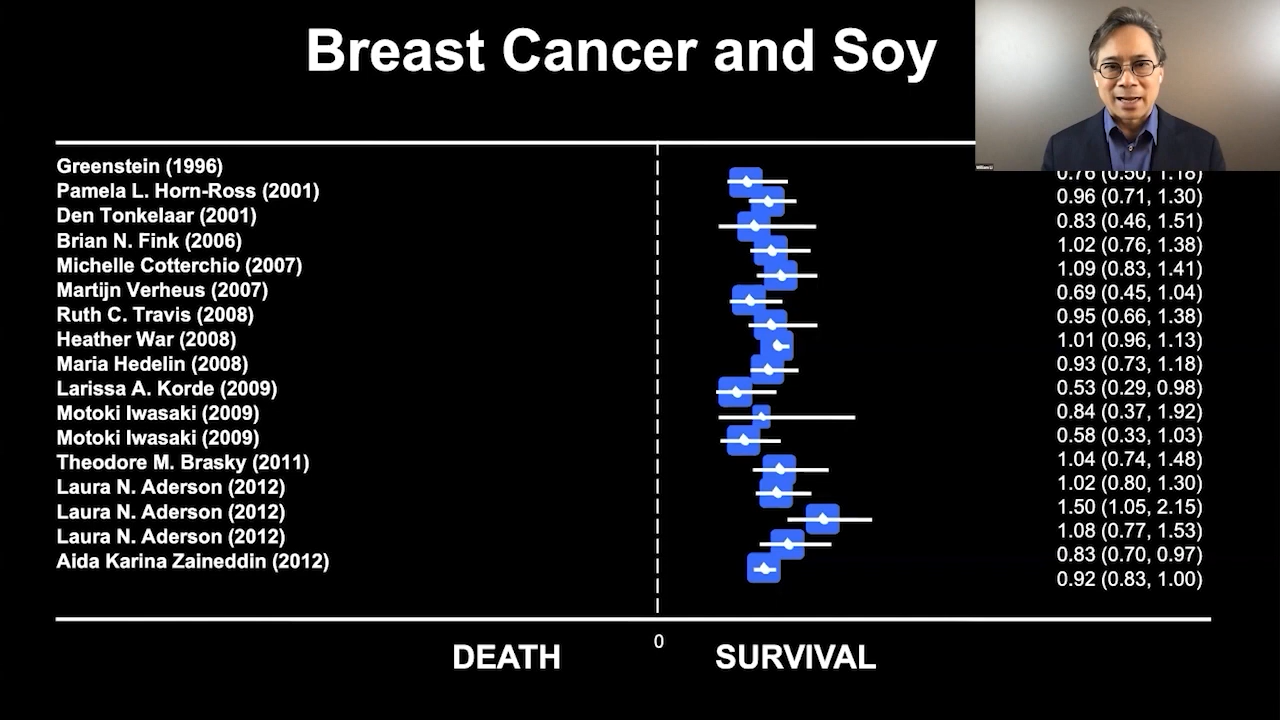 Breast Cancer and Soy
Greenstein (1996)
0.76 (0.50, 1.18)
Pamela L. Horn-Ross (2001)
0.96 (0.71, 1.30)
Den Tonkelaar (2001)
0.83 (0.46, 1.51)
Brian N. Fink (2006)
1.02 (0.76, 1.38)
Michelle Cotterchio (2007)
1.09 (0.83, 1.41)
Martijn Verheus (2007)
0.69 (0.45, 1.04)
Ruth C. Travis (2008)
0.95 (0.66, 1.38)
Heather War (2008)
1.01 (0.96, 1.13)
Maria Hedelin (2008)
0.93 (0.73, 1.18)
Larissa A. Korde (2009)
0.53 (0.29, 0.98)
Motoki Iwasaki (2009)
0.84 (0.37, 1.92)
Motoki Iwasaki (2009)
0.58 (0.33, 1.03)
Theodore M. Brasky (2011)
1.04 (0.74, 1.48)
Laura N. Aderson (2012)
1.02 (0.80, 1.30)
Laura N. Aderson (2012)
1.50 (1.05, 2.15)
Laura N. Aderson (2012)
1.08 (0.77, 1.53)
Aida Karina Zaineddin (2012)
0.83 (0.70, 0.97)
0.92 (0.83, 1.00)
0
DEATH
SURVIVAL